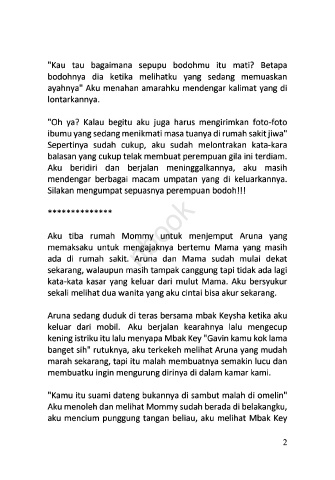 "Kau tau bagaimana sepupu bodohmu itu mati? Betapa
bodohnya dia ketika melihatku yang sedang memuaskan
ayahnya" Aku menahan amarahku mendengar kalimat yang di
lontarkannya.
"Oh ya? Kalau begitu aku juga harus mengirimkan foto-foto
ibumu yang sedang menikmati masa tuanya di rumah sakit jiwa"
Sepertinya sudah cukup, aku sudah melontrakan kata-kara
balasan yang cukup telak membuat perempuan gila ini terdiam.
Aku beridiri dan berjalan meninggalkannya, aku masih
mendengar berbagai macam umpatan yang di keluarkannya.
Silakan mengumpat sepuasnya perempuan bodoh!!!
**************
Aku tiba rumah Mommy untuk menjemput Aruna yang
memaksaku untuk mengajaknya bertemu Mama yang masih
ada di rumah sakit. Aruna dan Mama sudah mulai dekat
sekarang, walaupun masih tampak canggung tapi tidak ada lagi
kata-kata kasar yang keluar dari mulut Mama. Aku bersyukur
sekali melihat dua wanita yang aku cintai bisa akur sekarang.
Aruna sedang duduk di teras bersama mbak Keysha ketika aku
keluar dari mobil. Aku berjalan kearahnya lalu mengecup
kening istriku itu lalu menyapa Mbak Key "Gavin kamu kok lama
banget sih" rutuknya, aku terkekeh melihat Aruna yang mudah
marah sekarang, tapi itu malah membuatnya semakin lucu dan
membuatku ingin mengurung dirinya di dalam kamar kami.
"Kamu itu suami dateng bukannya di sambut malah di omelin"
Aku menoleh dan melihat Mommy sudah berada di belakangku,
aku mencium punggung tangan beliau, aku melihat Mbak Key
2